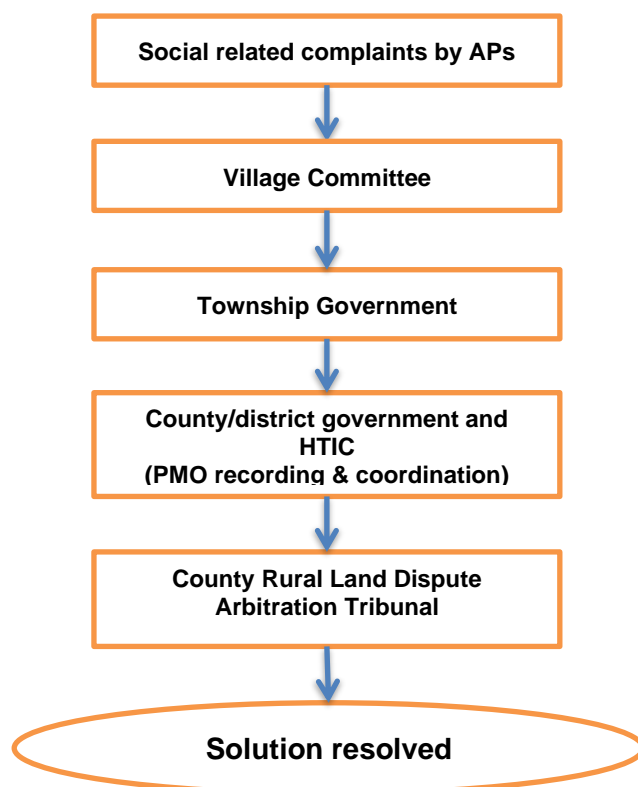 Social related complaints by APs
Village Committee
Township Government
County/district government and
HTIC
(PMO recording & coordination)
County Rural Land Dispute
Arbitration Tribunal
Solution resolved